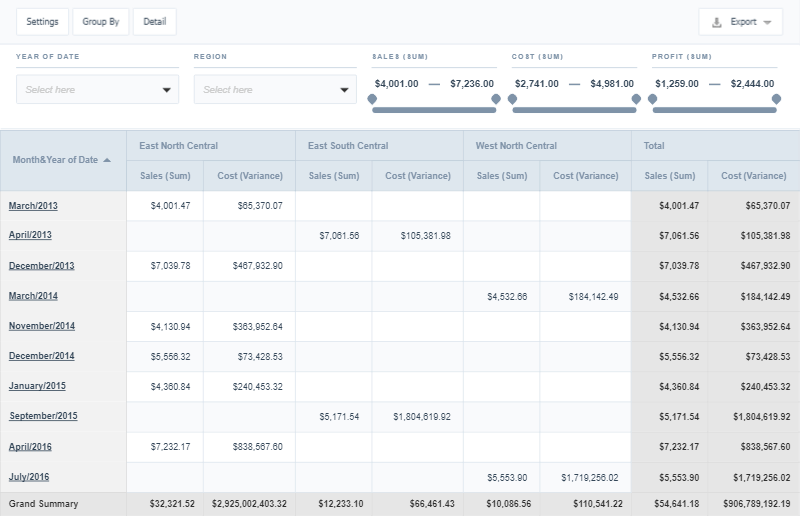 Settings Group By Detail Export
YEAR OF DATE REGION SALES (SUM) COST (SUM) PROFIT (SUM)
Select here Select here $4,001.00 — $7,236.00 $2,741.00 — $4,981.00 $1,259.00 — $2,444.00
Month&Year of Date East North Central East South Central West North Central Total
Sales (Sum) Cost (Variance) Sales (Sum) Cost (Variance) Sales (Sum) Cost (Variance) Sales (Sum) Cost (Variance)
March/2013 $4,001.47 $65,370.07 $4,001.47 $65,370.07
April/2013 $7,061.56 $105,381.98 $7,061.56 $105,381.98
December/2013 $7,039.78 $467,932.90 $7,039.78 $467,932.90
March/2014 $4,532.66 $184,142.49 $4,532.66 $184,142.49
November/2014 $4,130.94 $363,952.64 $4,130.94 $363,952.64
December/2014 $5,556.32 $73,428.53 $5,556.32 $73,428.53
January/2015 $4,360.84 $240,453.32 $4,360.84 $240,453.32
September/2015 $5,171.54 $1,804,619.92 $5,171.54 $1,804,619.92
April/2016 $7,232.17 $838,567.60 $7,232.17 $838,567.60
July/2016 $5,553.90 $1,719,256.02 $5,553.90 $1,719,256.02
Grand Summary $32,321.52 $2,925,002,403.32 $12,233.10 $66,461.43 $10,086.56 $110,541.22 $54,641.18 $906,789,192.19